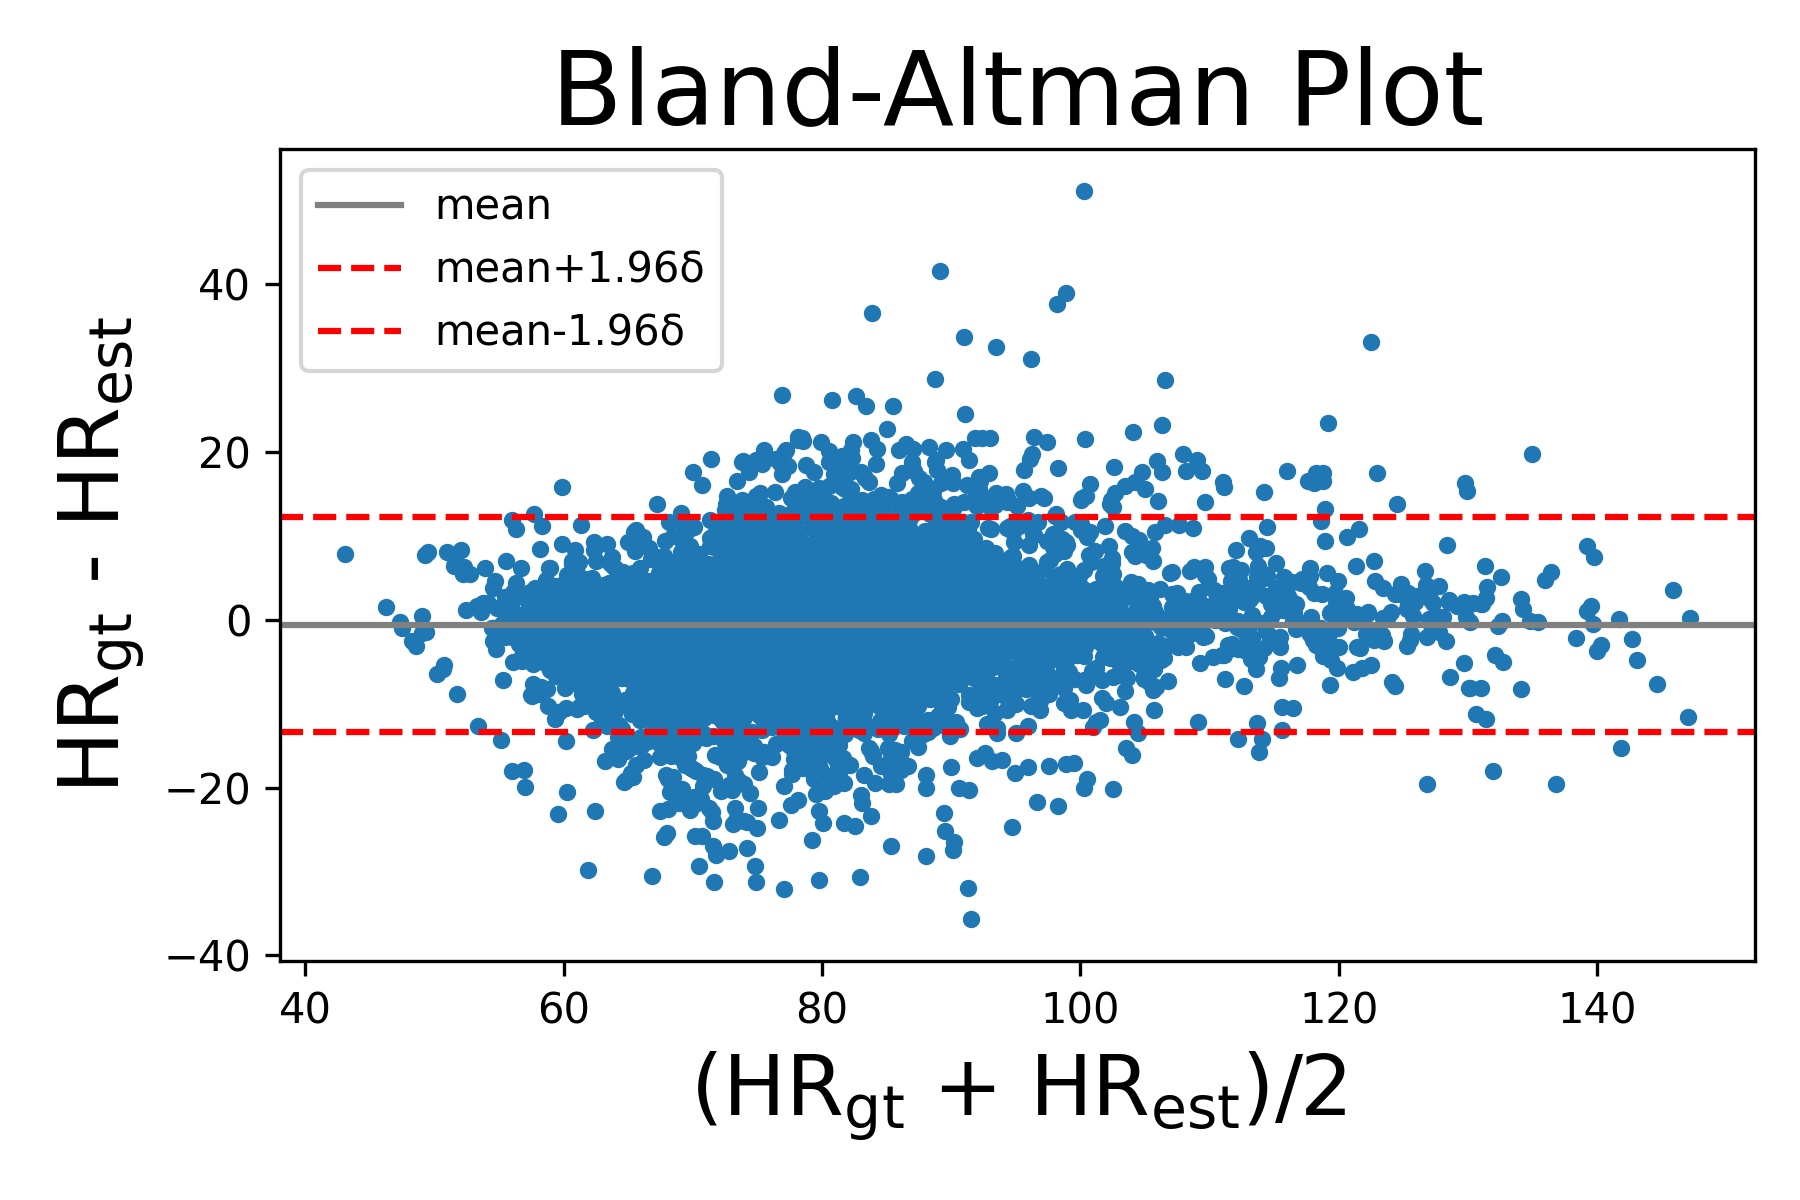 Bland-Altman Plot
mean
mean+1.96δ
mean-1.96δ
HRgt - HRest
40
20
0
−20
−40
40 60 80 100 120 140
(HRgt + HRest)/2